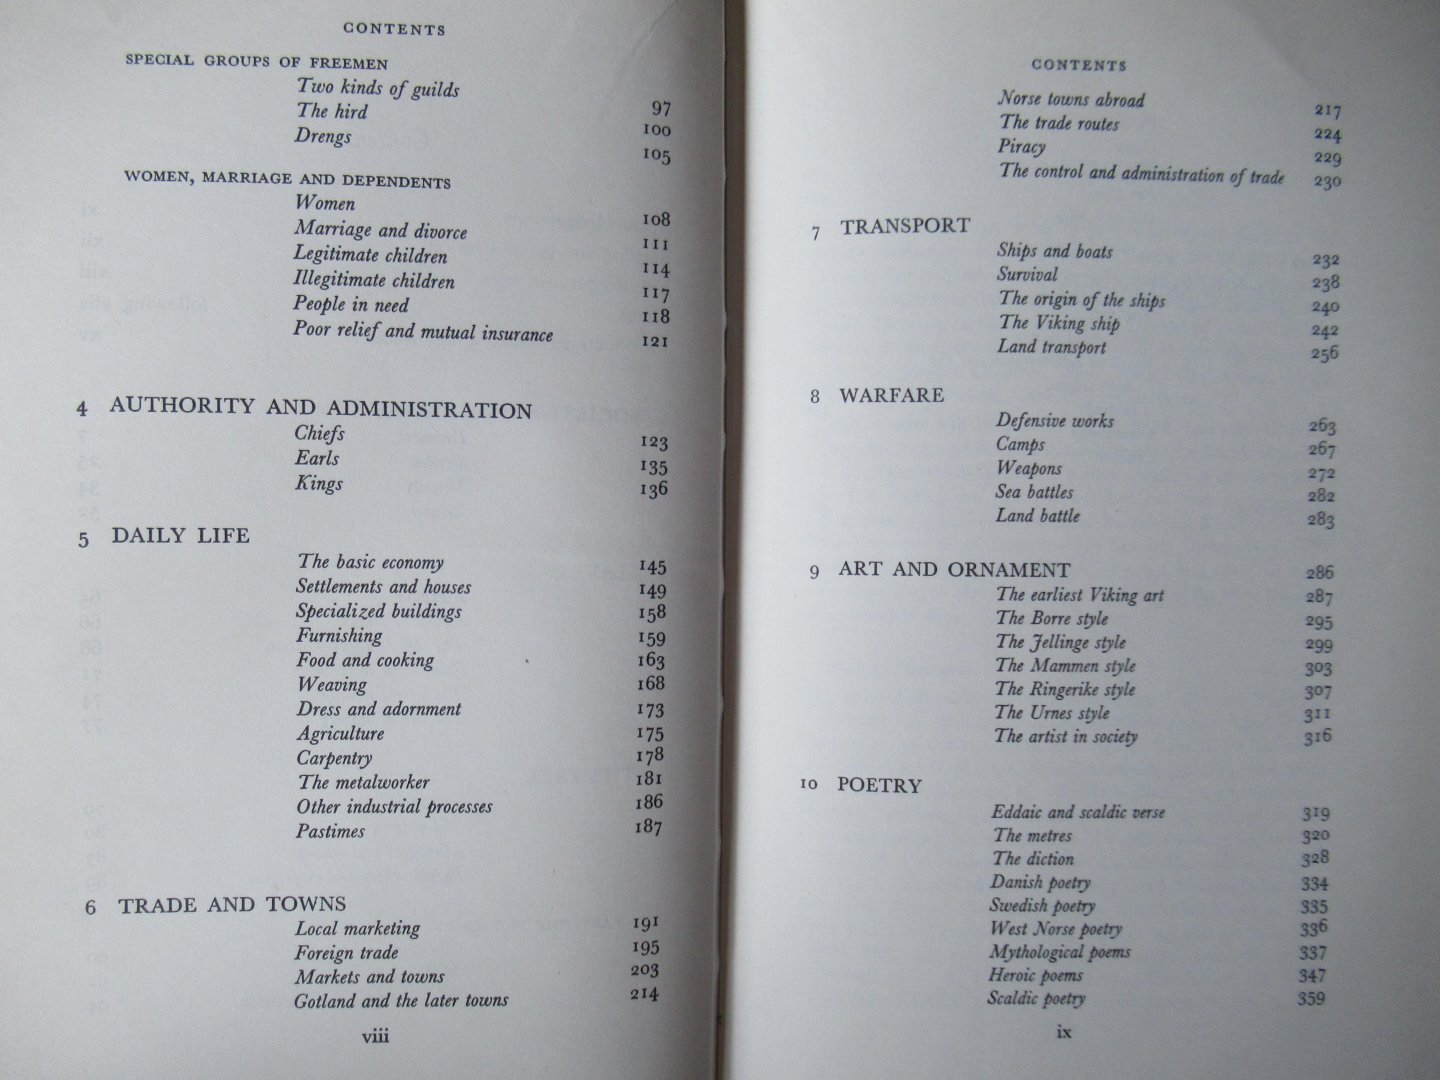 CONTENTS
SPECIAL GROUPS OF FREEMEN
Two kinds of guilds 97
The hird 100
Drengs 105
WOMEN, MARRIAGE AND DEPENDENTS
Women 108
Marriage and divorce 111
Legitimate children 114
Illegitimate children 117
People in need 118
Poor relief and mutual insurance 121
4 AUTHORITY AND ADMINISTRATION
Chiefs 123
Earls 135
Kings 136
5 DAILY LIFE
The basic economy 145
Settlements and houses 149
Specialized buildings 158
Furnishing 159
Food and cooking 163
Weaving 168
Dress and adornment 173
Agriculture 175
Carpentry 178
The metalworker 181
Other industrial processes 186
Pastimes 187
6 TRADE AND TOWNS
Local marketing 191
Foreign trade 195
Markets and towns 203
Gotland and the later towns 214
viii
CONTENTS
Norse towns abroad 217
The trade routes 224
Piracy 229
The control and administration of trade 230
7 TRANSPORT
Ships and boats 232
Survival 238
The origin of the ships 240
The Viking ship 242
Land transport 256
8 WARFARE
Defensive works 263
Camps 267
Weapons 272
Sea battles 282
Land battle 283
9 ART AND ORNAMENT 286
The earliest Viking art 287
The Borre style 295
The Jellinge style 299
The Mammen style 303
The Ringerike style 307
The Urnes style 311
The artist in society 316
10 POETRY
Eddaic and scaldic verse 319
The metres 320
The diction 328
Danish poetry 334
Swedish poetry 335
West Norse poetry 336
Mythological poems 337
Heroic poems 347
Scaldic poetry 359
ix